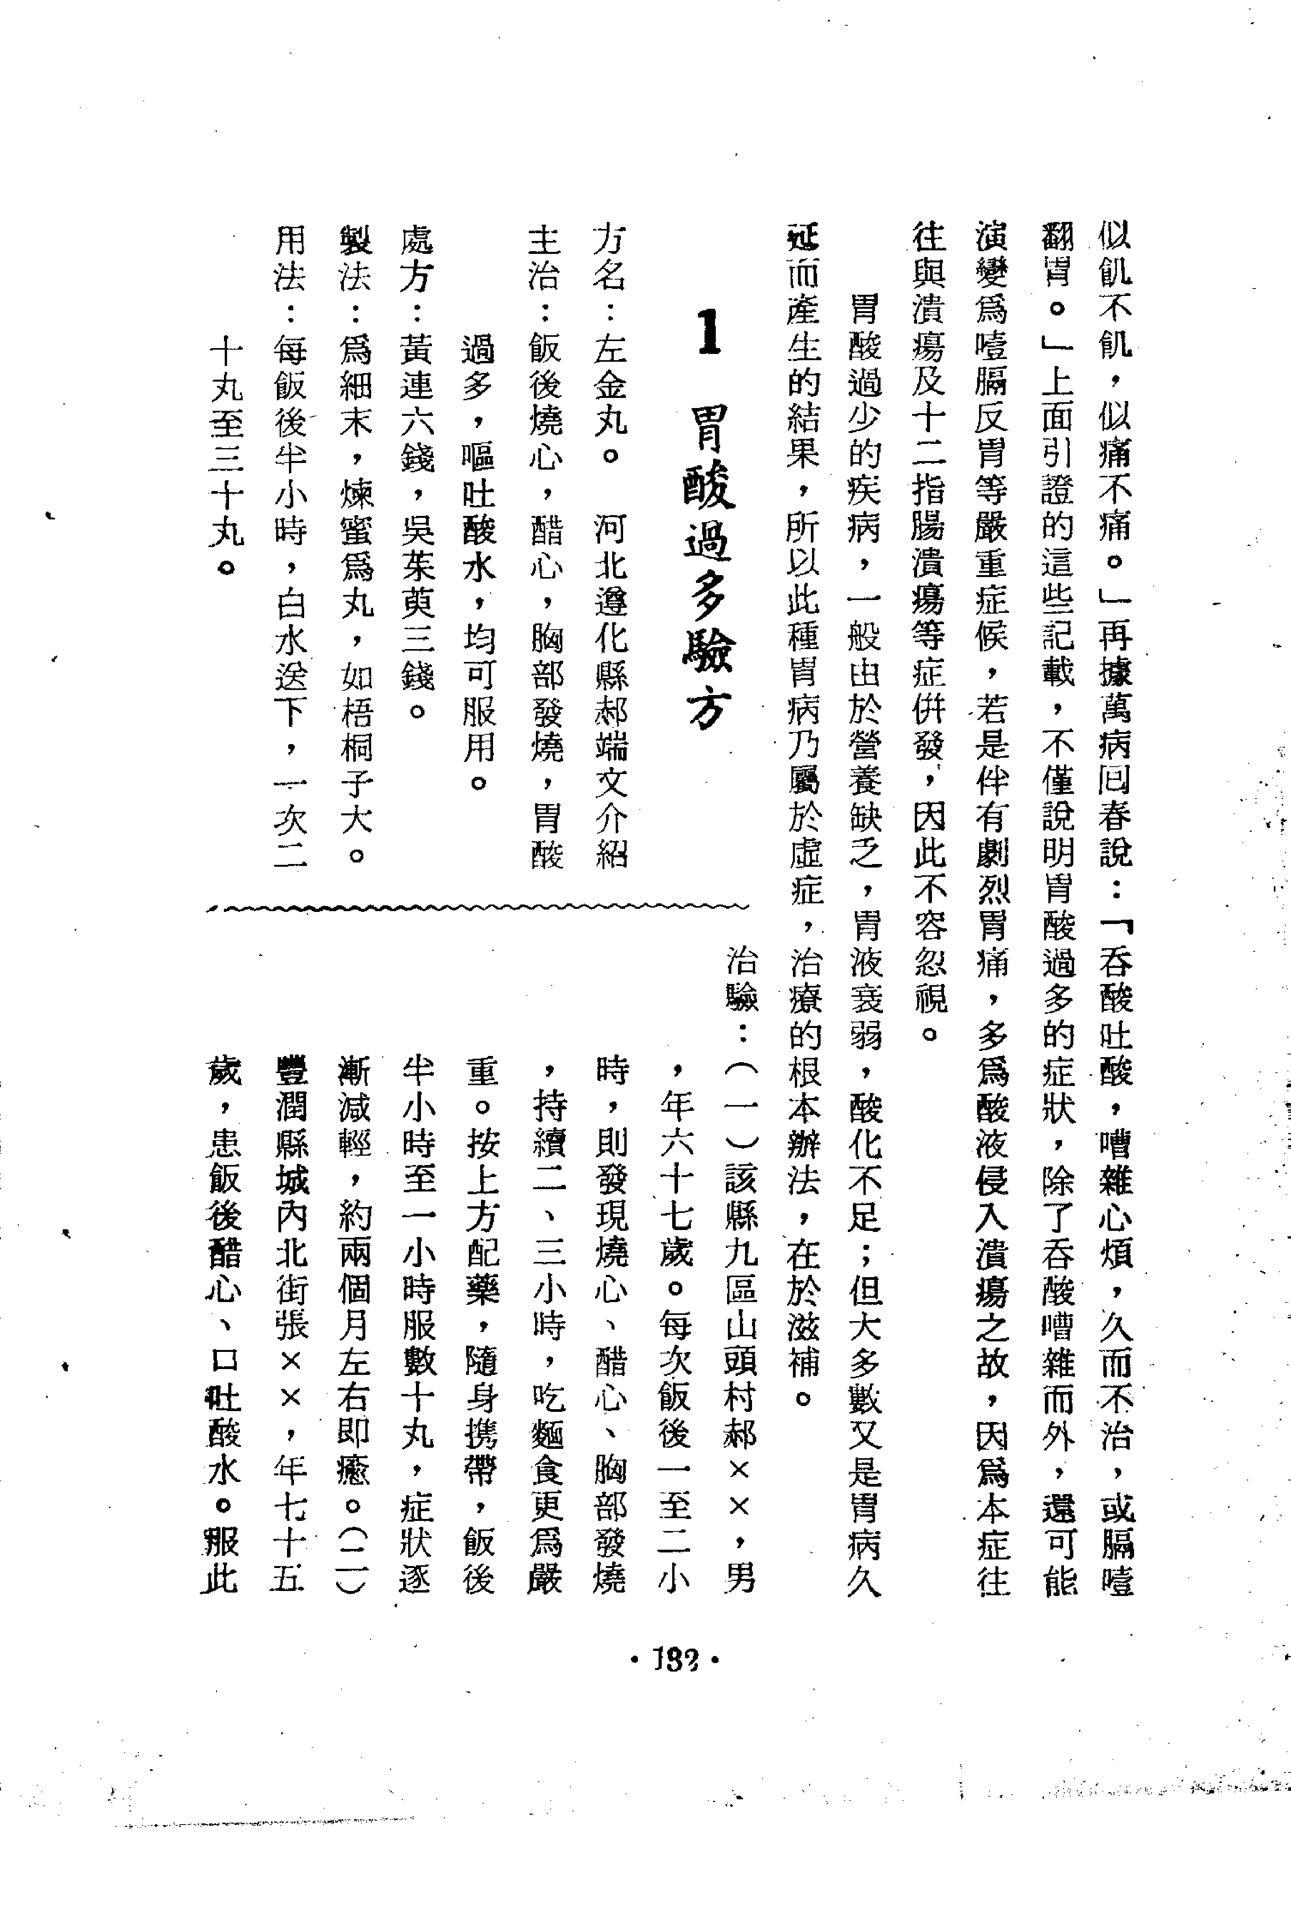 似飢不飢，似痛不痛。」再據萬病回春說：「吞酸吐酸，嘈雜心煩，久而不治，或膈噎
翻胃。」上面引證的這些記載，不僅說明胃酸過多的症狀，除了吞酸嘈雜而外，還可能
演變爲噎膈反胃等嚴重症候，若是伴有劇烈胃痛，多爲酸液侵入潰瘍之故，因爲本症往
往與潰瘍及十二指腸潰瘍等症併發，因此不容忽視。
胃酸過少的疾病，一般由於營養缺乏，胃液衰弱，酸化不足；但大多數又是胃病久
延而產生的結果，所以此種胃病乃屬於虛症，治療的根本辦法，在於滋補。
1 胃酸過多驗方
方名：左金丸。 河北遵化縣郝端文介紹
主治：飯後燒心，醋心，胸部發燒，胃酸
過多，嘔吐酸水，均可服用。
處方：黃連六錢，吳茱萸三錢。
製法：爲細末，煉蜜爲丸，如梧桐子大。
用法：每飯後半小時，白水送下，一次二
十丸至三十丸。
治驗：（一）該縣九區山頭村郝××，男
，年六十七歲。每次飯後一至二小
時，則發現燒心、醋心、胸部發燒
，持續二、三小時，吃麵食更爲嚴
重。按上方配藥，隨身携帶，飯後
半小時至一小時服數十丸，症狀逐
漸減輕，約兩個月左右即癒。（二）
豐潤縣城內北街張××，年七十五
歲，患飯後醋心、口吐酸水。服此
·182·